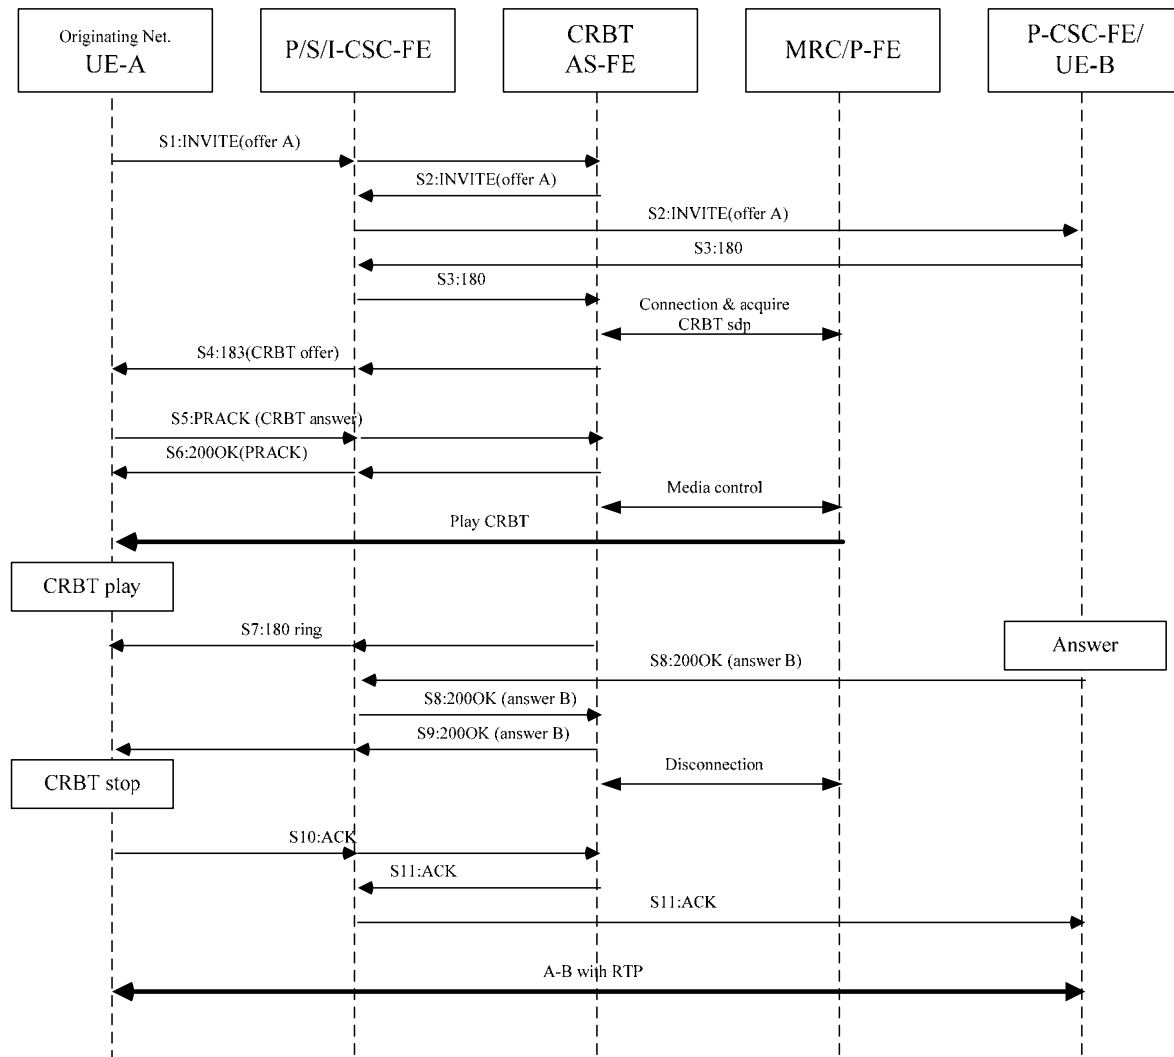 Originating Net.
UE-A
P/S/I-CSC-FE
CRBT
AS-FE
MRC/P-FE
P-CSC-FE/
UE-B
S1:INVITE(offer A)
S2:INVITE(offer A)
S2:INVITE(offer A)
S3:180
S3:180
Connection & acquire
CRBT sdp
S4:183(CRBT offer)
S5:PRACK (CRBT answer)
S6:200OK(PRACK)
Media control
Play CRBT
CRBT play
S7:180 ring
Answer
S8:200OK (answer B)
S8:200OK (answer B)
S9:200OK (answer B)
Disconnection
CRBT stop
S10:ACK
S11:ACK
S11:ACK
A-B with RTP